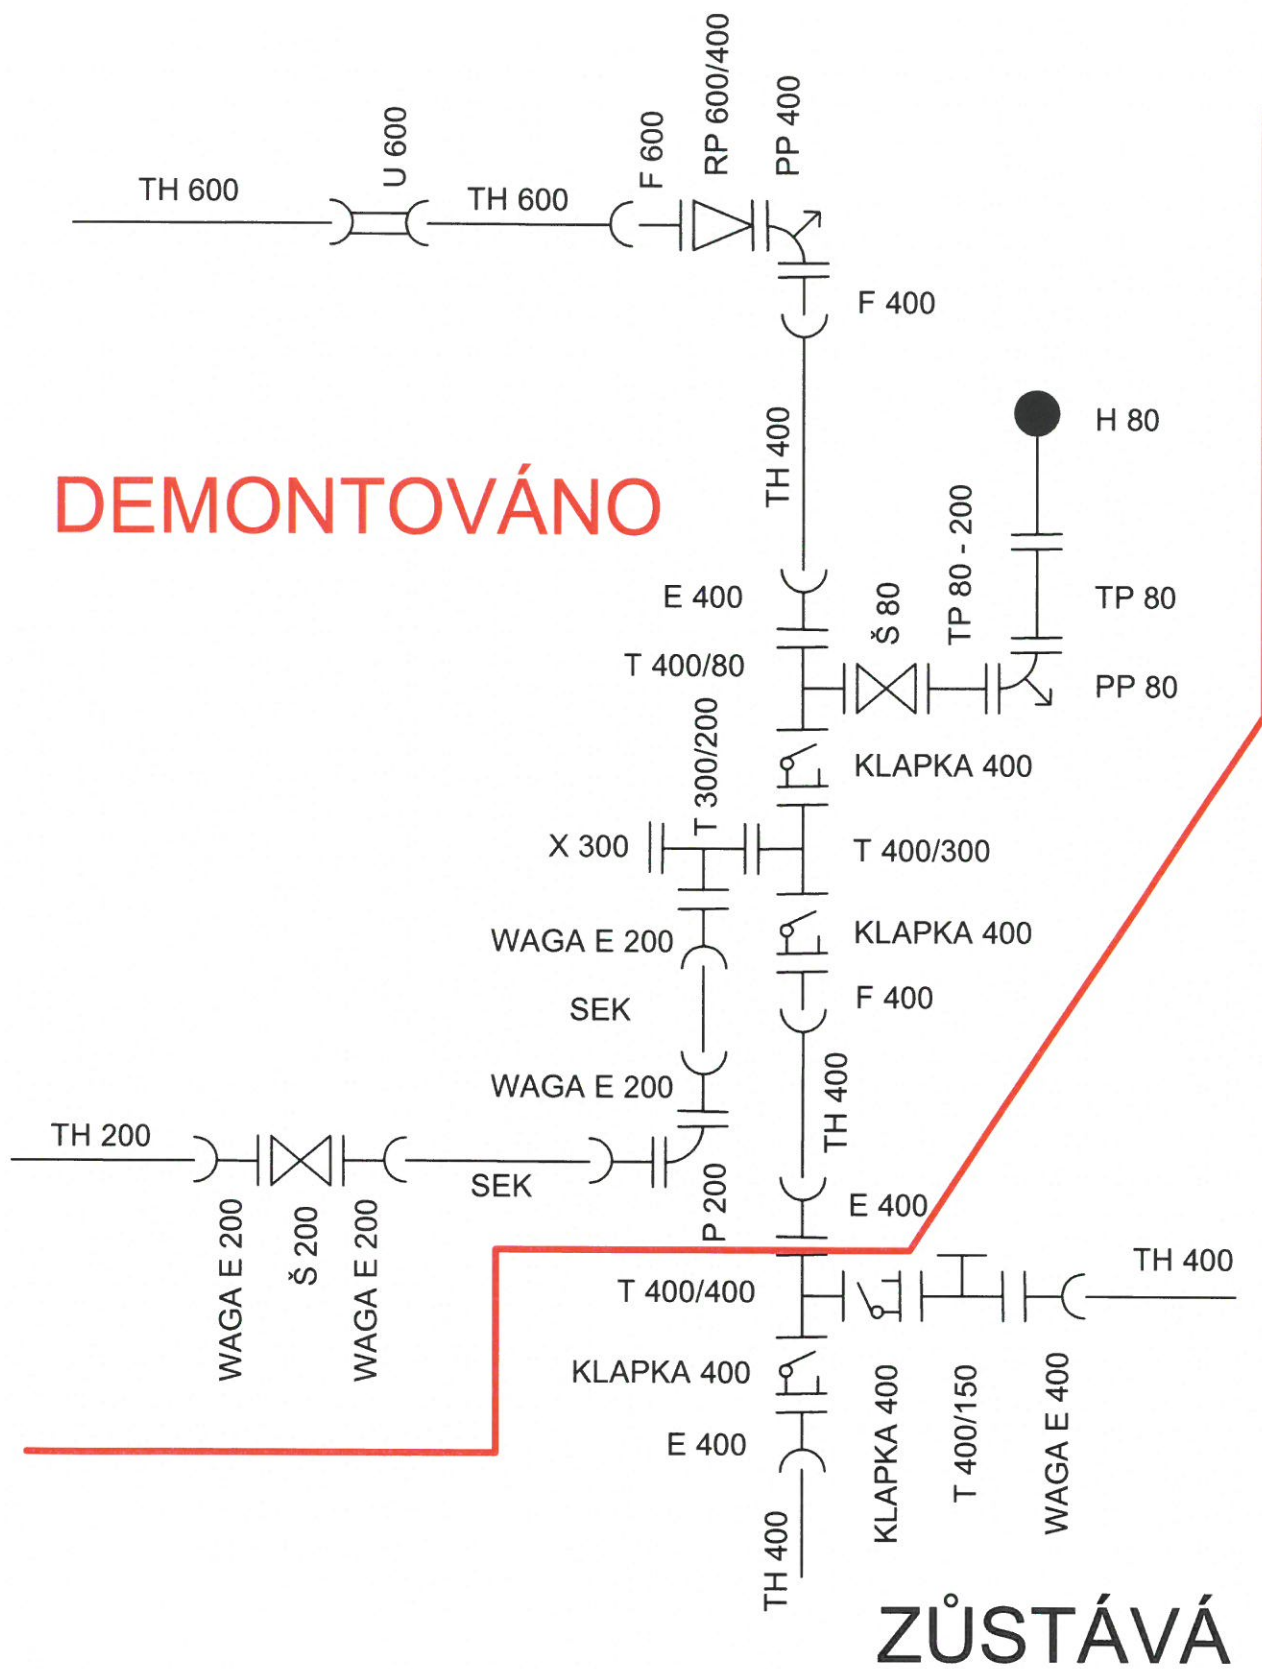 RP 600/400
PP 400
U 600
F 600
TH 600
TH 600
F 400
TH 400
H 80
DEMONTOVÁNO
TP 80 - 200
E 400
Š 80
TP 80
T 400/80
PP 80
T 300/200
KLAPKA 400
X 300
T 400/300
WAGA E 200
KLAPKA 400
SEK
F 400
WAGA E 200
TH 400
TH 200
SEK
P 200
E 400
WAGA E 200
Š 200
WAGA E 200
T 400/400
TH 400
KLAPKA 400
KLAPKA 400
T 400/150
WAGA E 400
E 400
TH 400
ZŮSTÁVÁ